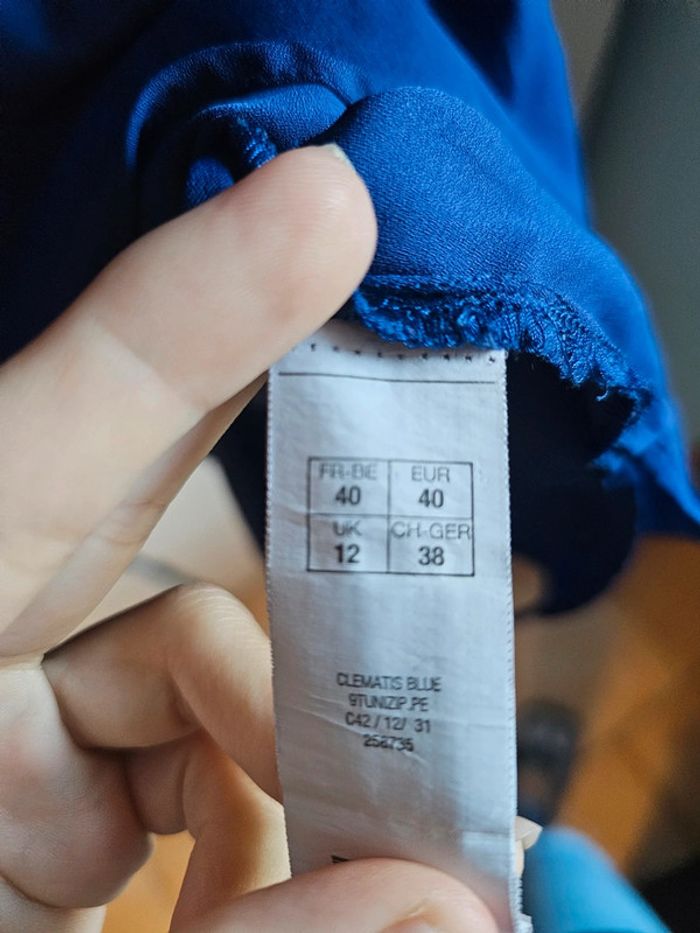 FR-BE EUR
40 40
UK CH-GER
12 38
CLEMATIS BLUE
9TUNIZIP.PE
C42 / 12/ 31
258735